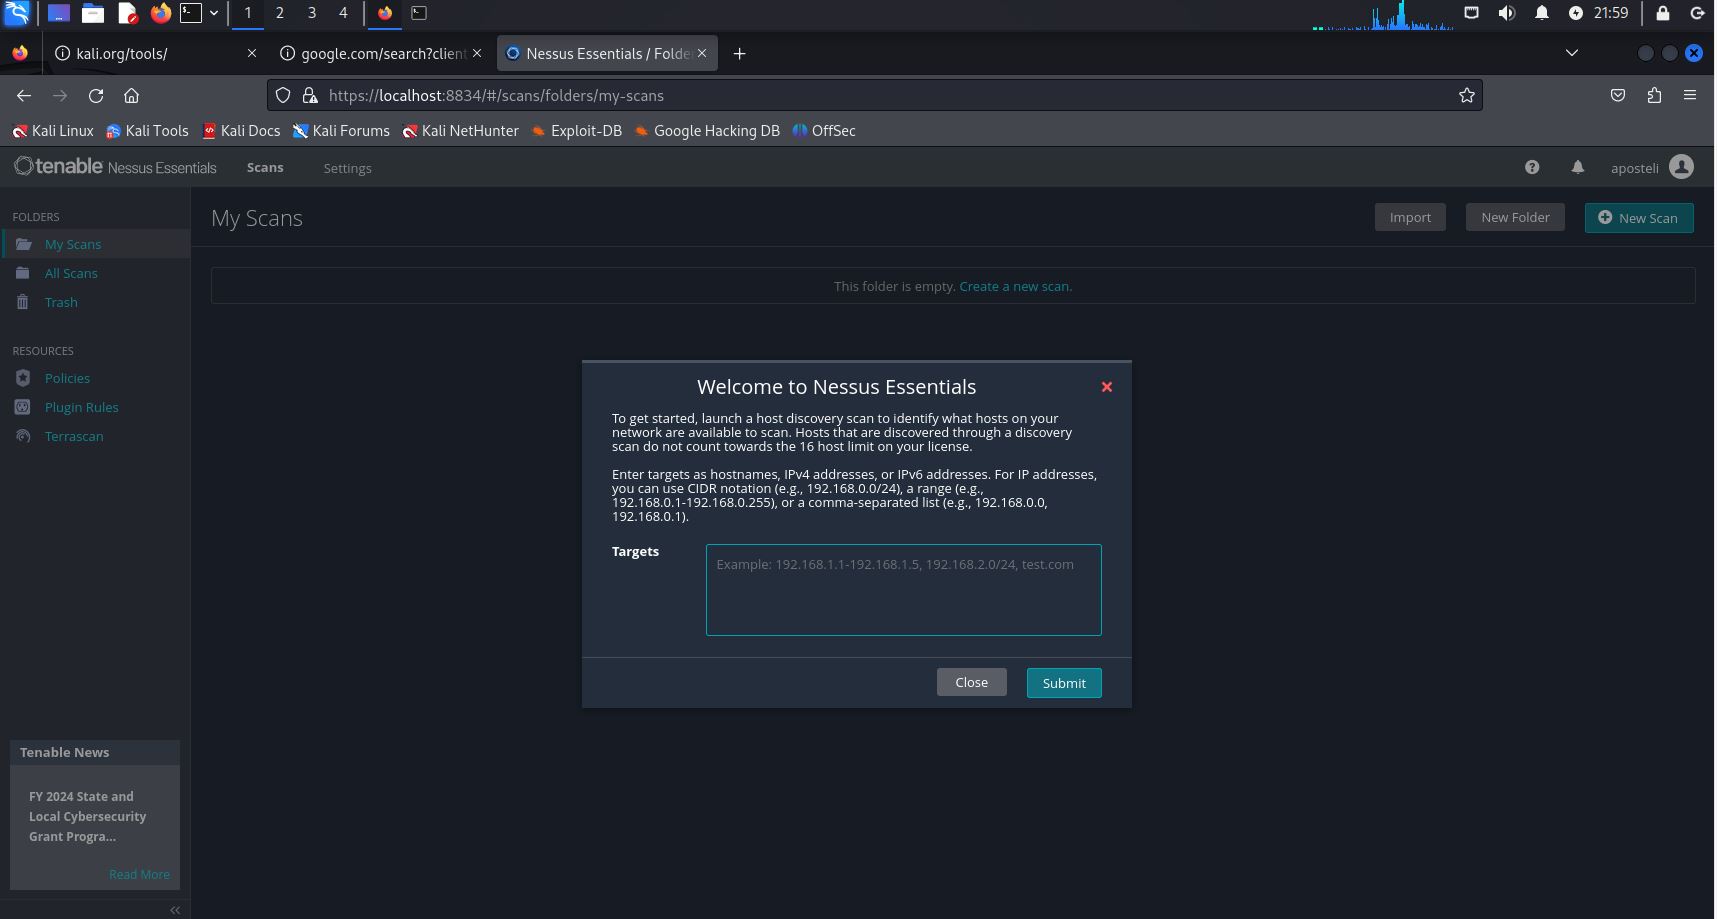 1 2 3 4 21:59
kali.org/tools/ google.com/search?client Nessus Essentials / Folde
https://localhost:8834/#/scans/folders/my-scans
Kali Linux Kali Tools Kali Docs Kali Forums Kali NetHunter Exploit-DB Google Hacking DB OffSec
tenable Nessus Essentials Scans Settings aposteli
FOLDERS
My Scans
All Scans
Trash
RESOURCES
Policies
Plugin Rules
Terrascan
Tenable News
FY 2024 State and
Local Cybersecurity
Grant Progra...
Read More
My Scans Import New Folder New Scan
This folder is empty. Create a new scan.
Welcome to Nessus Essentials
To get started, launch a host discovery scan to identify what hosts on your
network are available to scan. Hosts that are discovered through a discovery
scan do not count towards the 16 host limit on your license.
Enter targets as hostnames, IPv4 addresses, or IPv6 addresses. For IP addresses,
you can use CIDR notation (e.g., 192.168.0.0/24), a range (e.g.,
192.168.0.1-192.168.0.255), or a comma-separated list (e.g., 192.168.0.0,
192.168.0.1).
Targets
Example: 192.168.1.1-192.168.1.5, 192.168.2.0/24, test.com
Close Submit